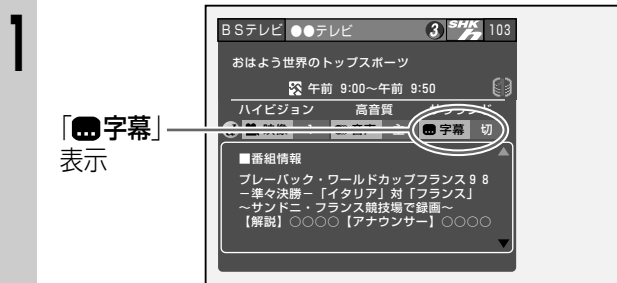 1
BSテレビ ●●テレビ 3 SHK h 103
おはよう世界のトップスポーツ
午前 9:00〜午前 9:50
ハイビジョン 高音質
「字幕」
表示
字幕 切
■番組情報
プレーバック・ワールドカップフランス98
−準々決勝−「イタリア」対「フランス」
〜サンドニ・フランス競技場で録画〜
【解説】○○○○【アナウンサー】○○○○